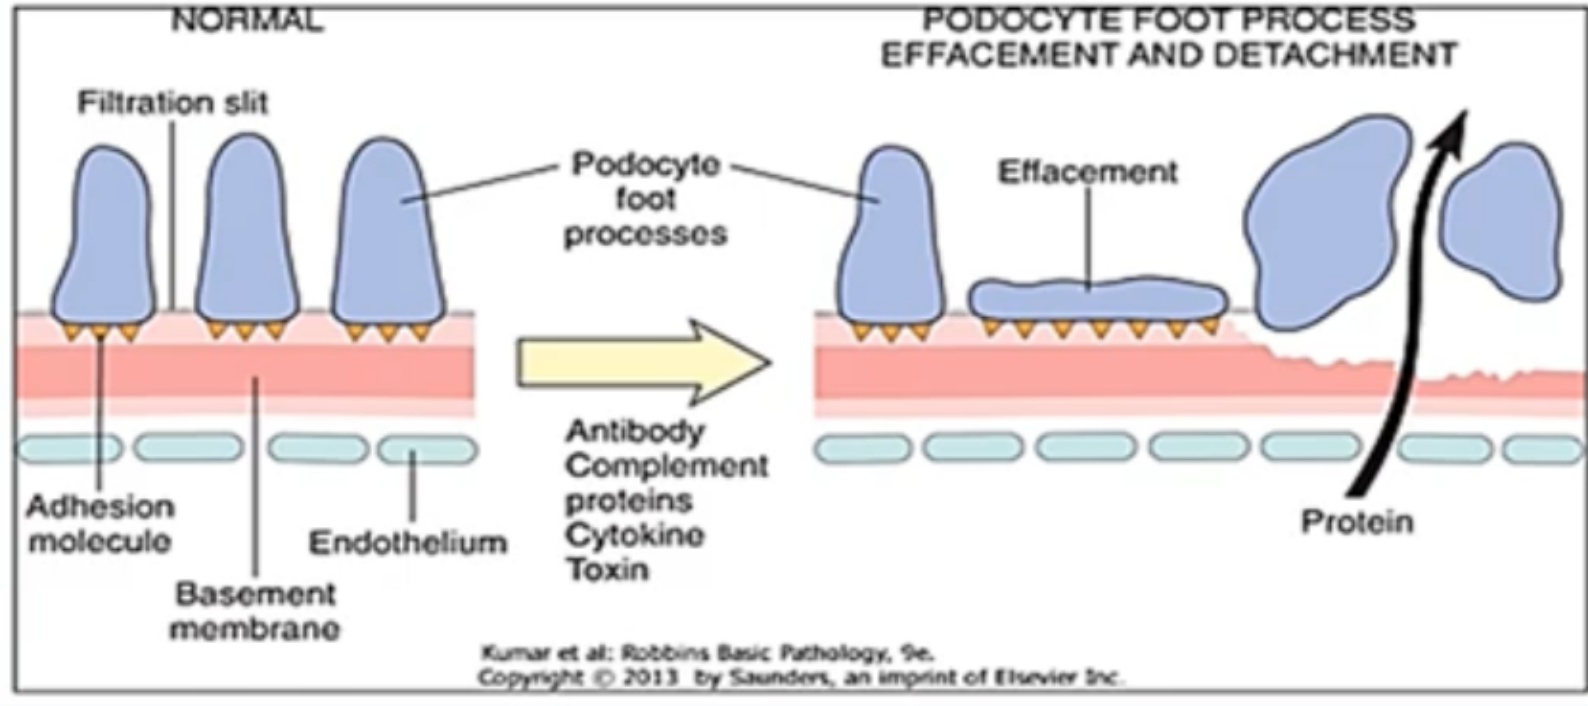 NORMAL
PODOCYTE FOOT PROCESS
EFFACEMENT AND DETACHMENT
Filtration slit
Podocyte
foot
processes
Effacement
Antibody
Complement
proteins
Cytokine
Toxin
Adhesion
molecule
Endothelium
Basement
membrane
Protein
Kumar et al: Robbins Basic Pathology, 9e.
Copyright © 2013 by Saunders, an imprint of Elsevier Inc.